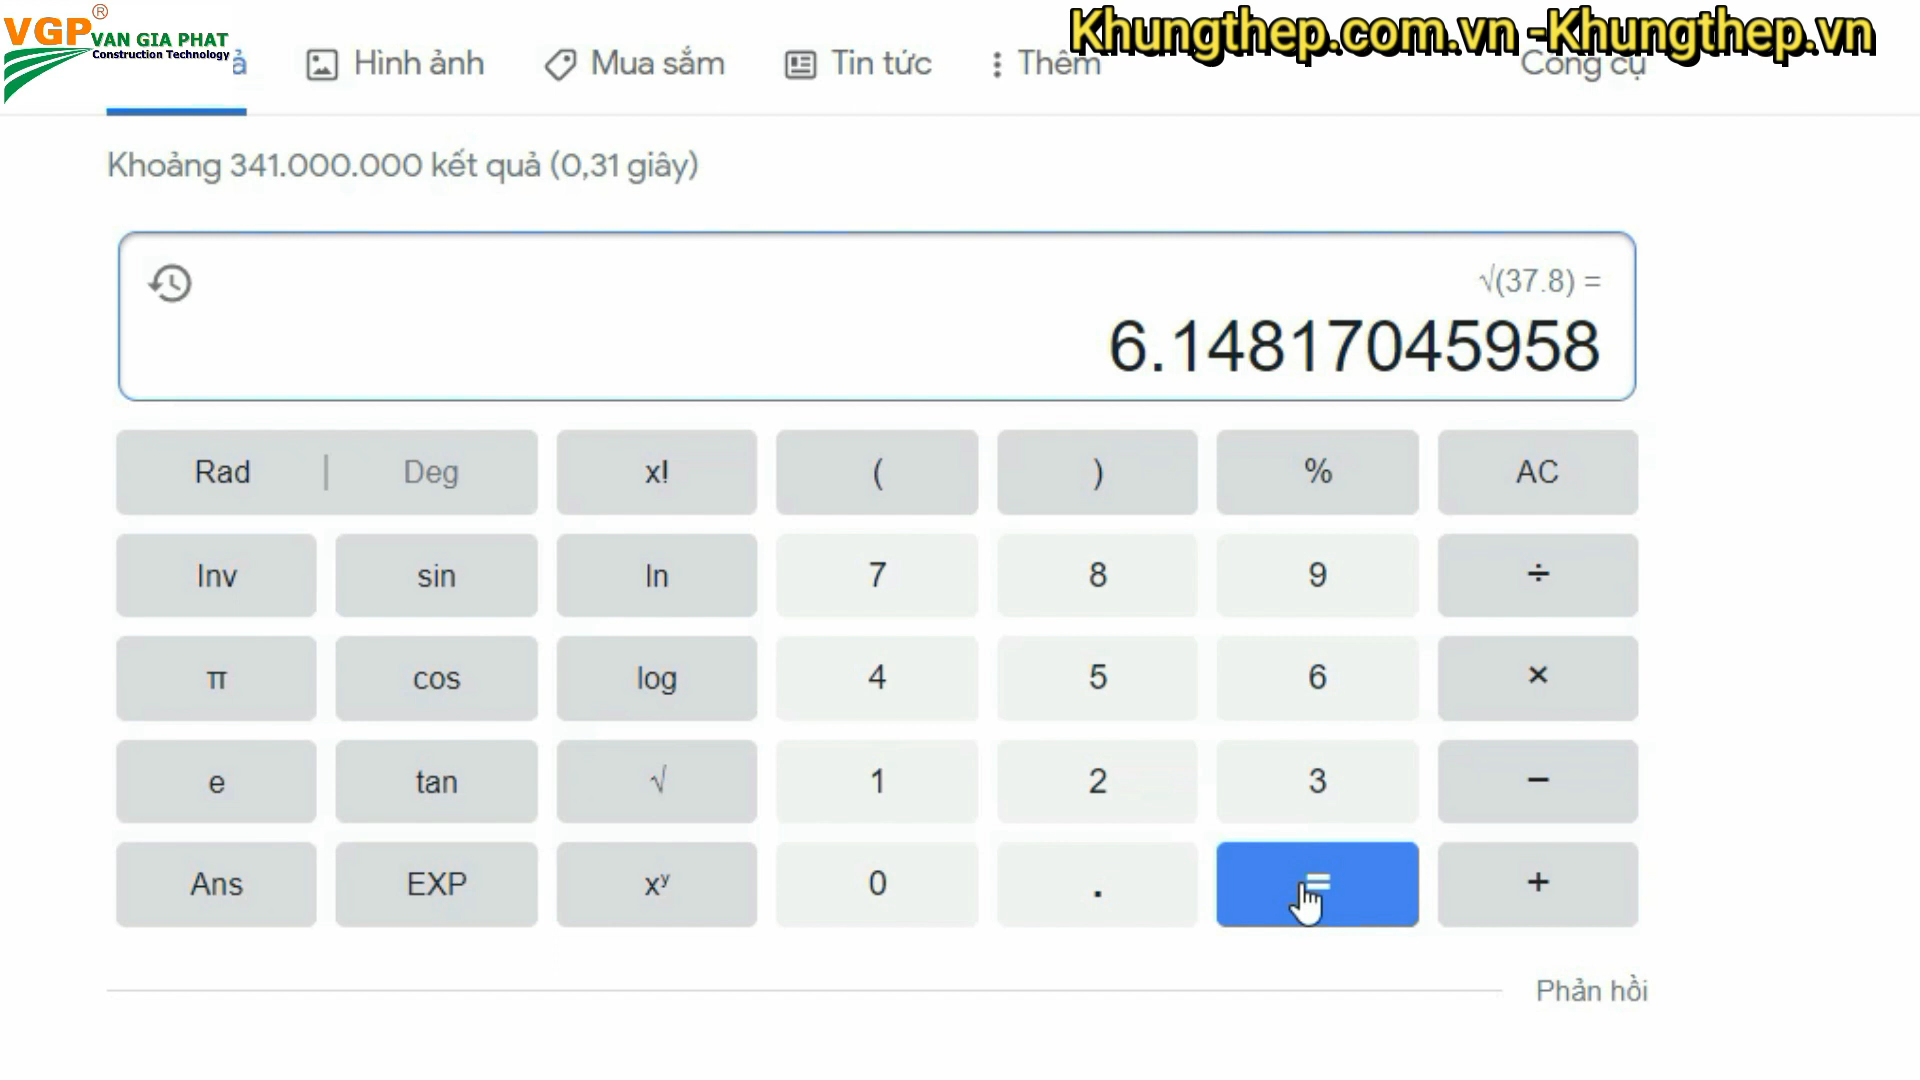 VGP®
VAN GIA PHAT
Construction Technology
Khungthep.com.vn -Khungthep.vn
Hình ảnh
Mua sắm
Tin tức
Thêm
Công cụ
Khoảng 341.000.000 kết quả (0,31 giây)
√(37.8) =
6.14817045958
Rad | Deg x! ( ) % AC
Inv sin ln 7 8 9 ÷
π cos log 4 5 6 ×
e tan √ 1 2 3 −
Ans EXP xʸ 0 . = +
Phản hồi